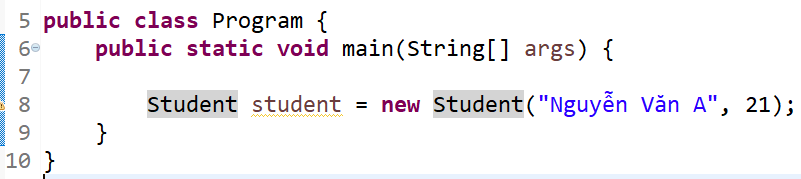 5 public class Program {
6 public static void main(String[] args) {
7
8 Student student = new Student("Nguyễn Văn A", 21);
9 }
10 }